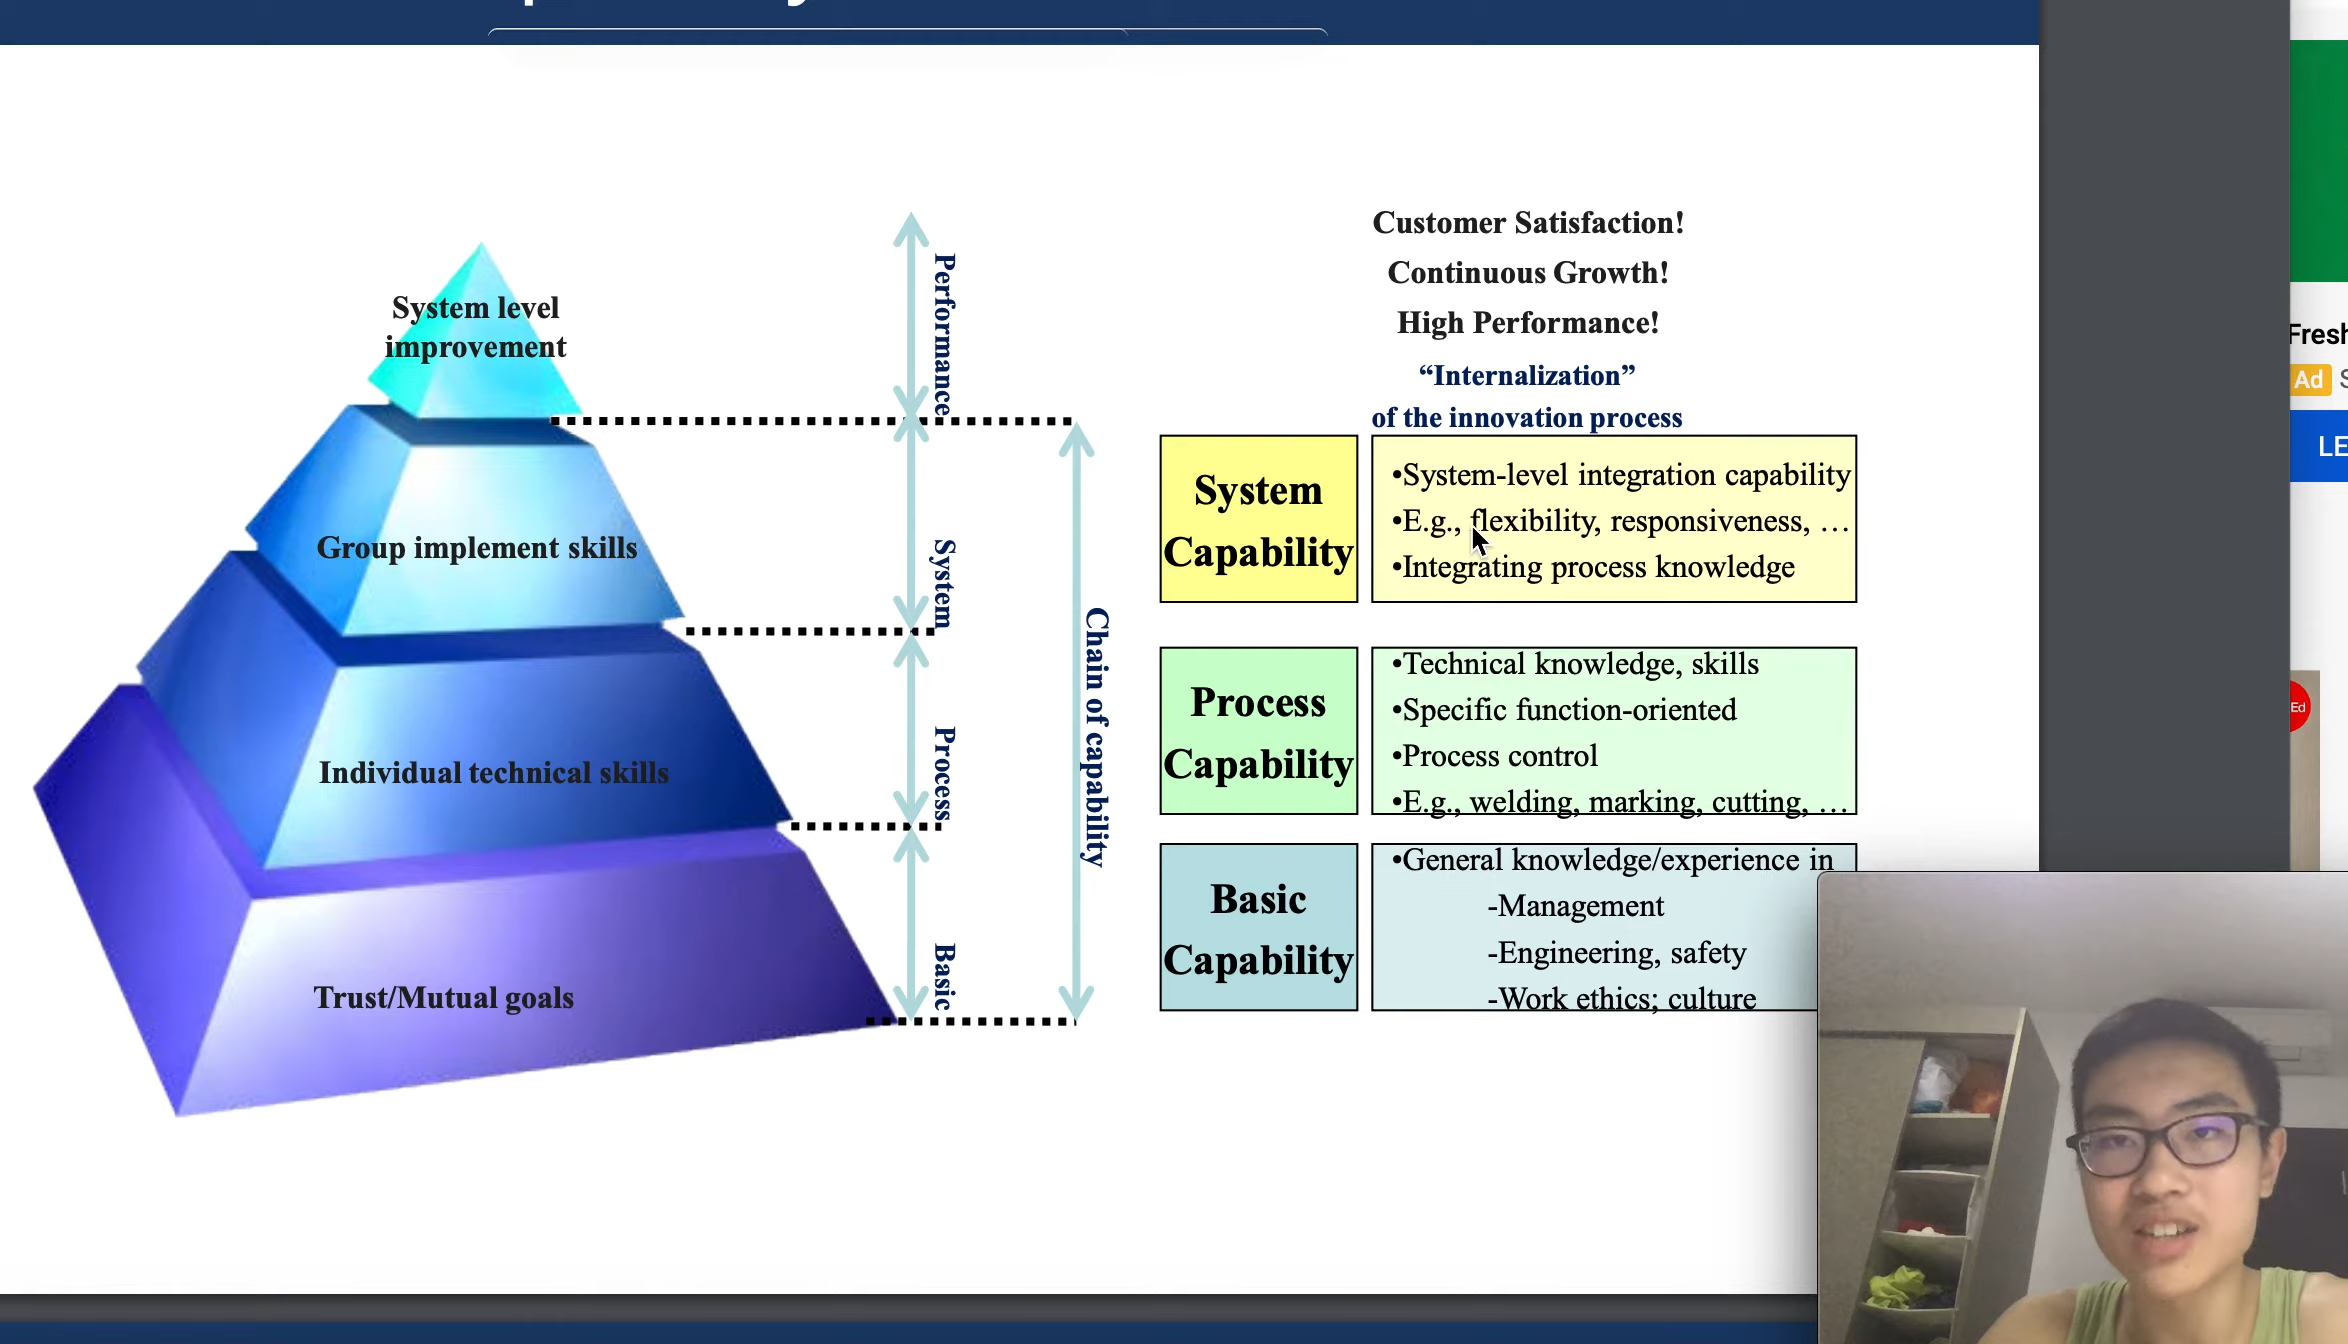 System level
improvement
Group implement skills
Individual technical skills
Trust/Mutual goals
Performance
System
Process
Basic
Chain of capability
Customer Satisfaction!
Continuous Growth!
High Performance!
“Internalization”
of the innovation process
System
Capability
•System-level integration capability
•E.g., flexibility, responsiveness, …
•Integrating process knowledge
Process
Capability
•Technical knowledge, skills
•Specific function-oriented
•Process control
•E.g., welding, marking, cutting, …
Basic
Capability
•General knowledge/experience in
-Management
-Engineering, safety
-Work ethics; culture
Fresh
Ad S
LE
Ed